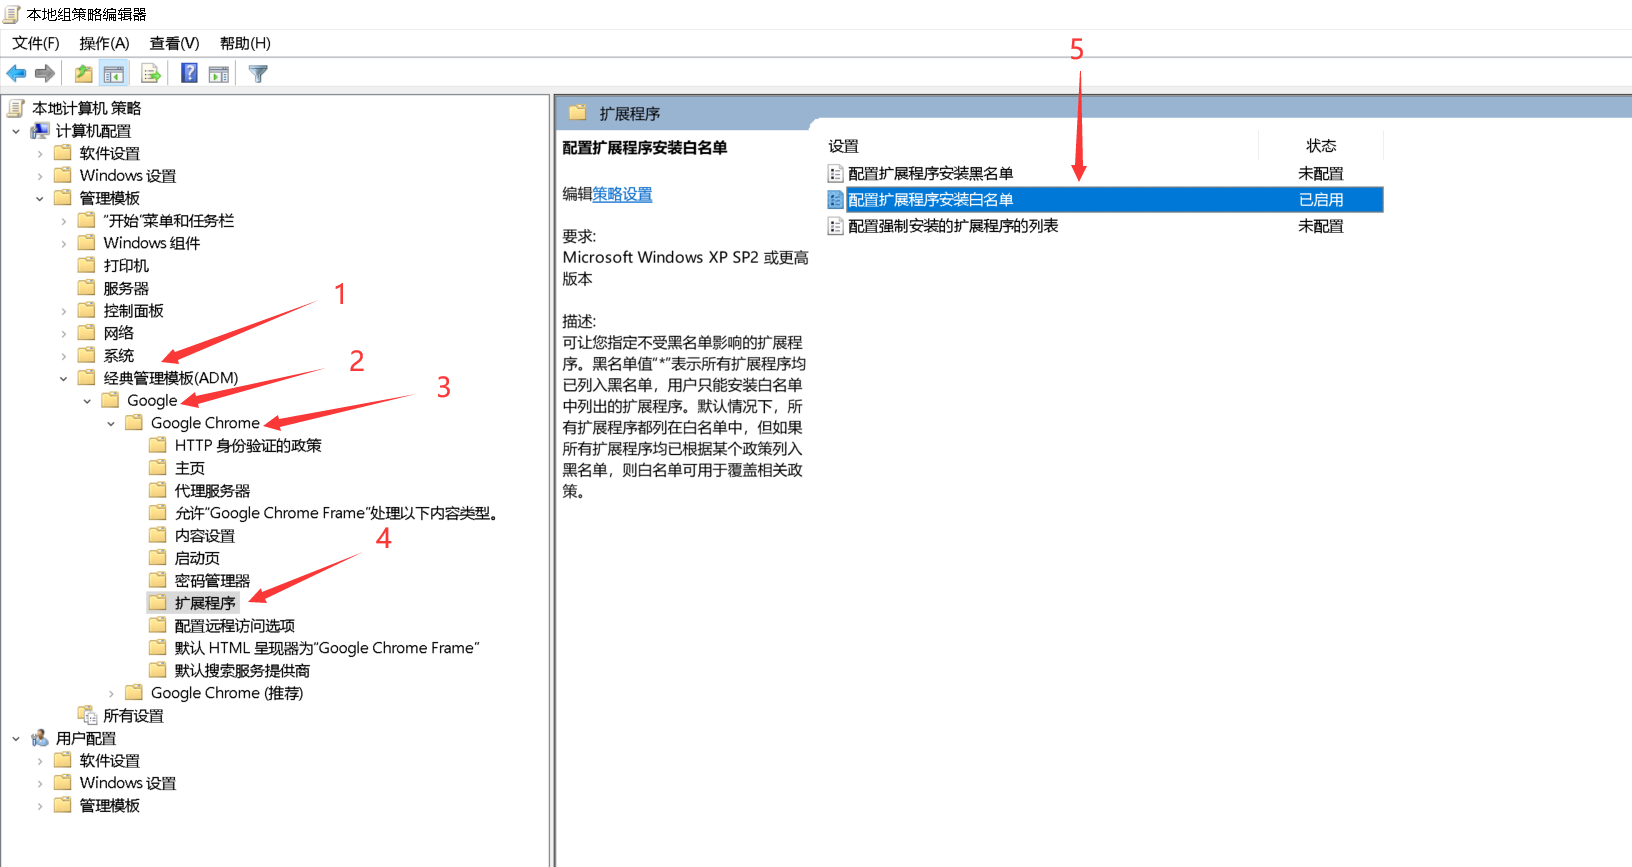 本地组策略编辑器
文件(F) 操作(A) 查看(V) 帮助(H)
本地计算机 策略
计算机配置
软件设置
Windows 设置
管理模板
"开始"菜单和任务栏
Windows 组件
打印机
服务器
控制面板
网络
系统
经典管理模板(ADM)
Google
Google Chrome
HTTP 身份验证的政策
主页
代理服务器
允许"Google Chrome Frame"处理以下内容类型。
内容设置
启动页
密码管理器
扩展程序
配置远程访问选项
默认 HTML 呈现器为"Google Chrome Frame"
默认搜索服务提供商
Google Chrome (推荐)
所有设置
用户配置
软件设置
Windows 设置
管理模板
1
2
3
4
5
扩展程序
配置扩展程序安装白名单
编辑策略设置
要求:
Microsoft Windows XP SP2 或更高
版本
描述:
可让您指定不受黑名单影响的扩展程
序。黑名单值"*"表示所有扩展程序均
已列入黑名单，用户只能安装白名单
中列出的扩展程序。默认情况下，所
有扩展程序都列在白名单中，但如果
所有扩展程序均已根据某个政策列入
黑名单，则白名单可用于覆盖相关政
策。
设置 状态
配置扩展程序安装黑名单 未配置
配置扩展程序安装白名单 已启用
配置强制安装的扩展程序的列表 未配置